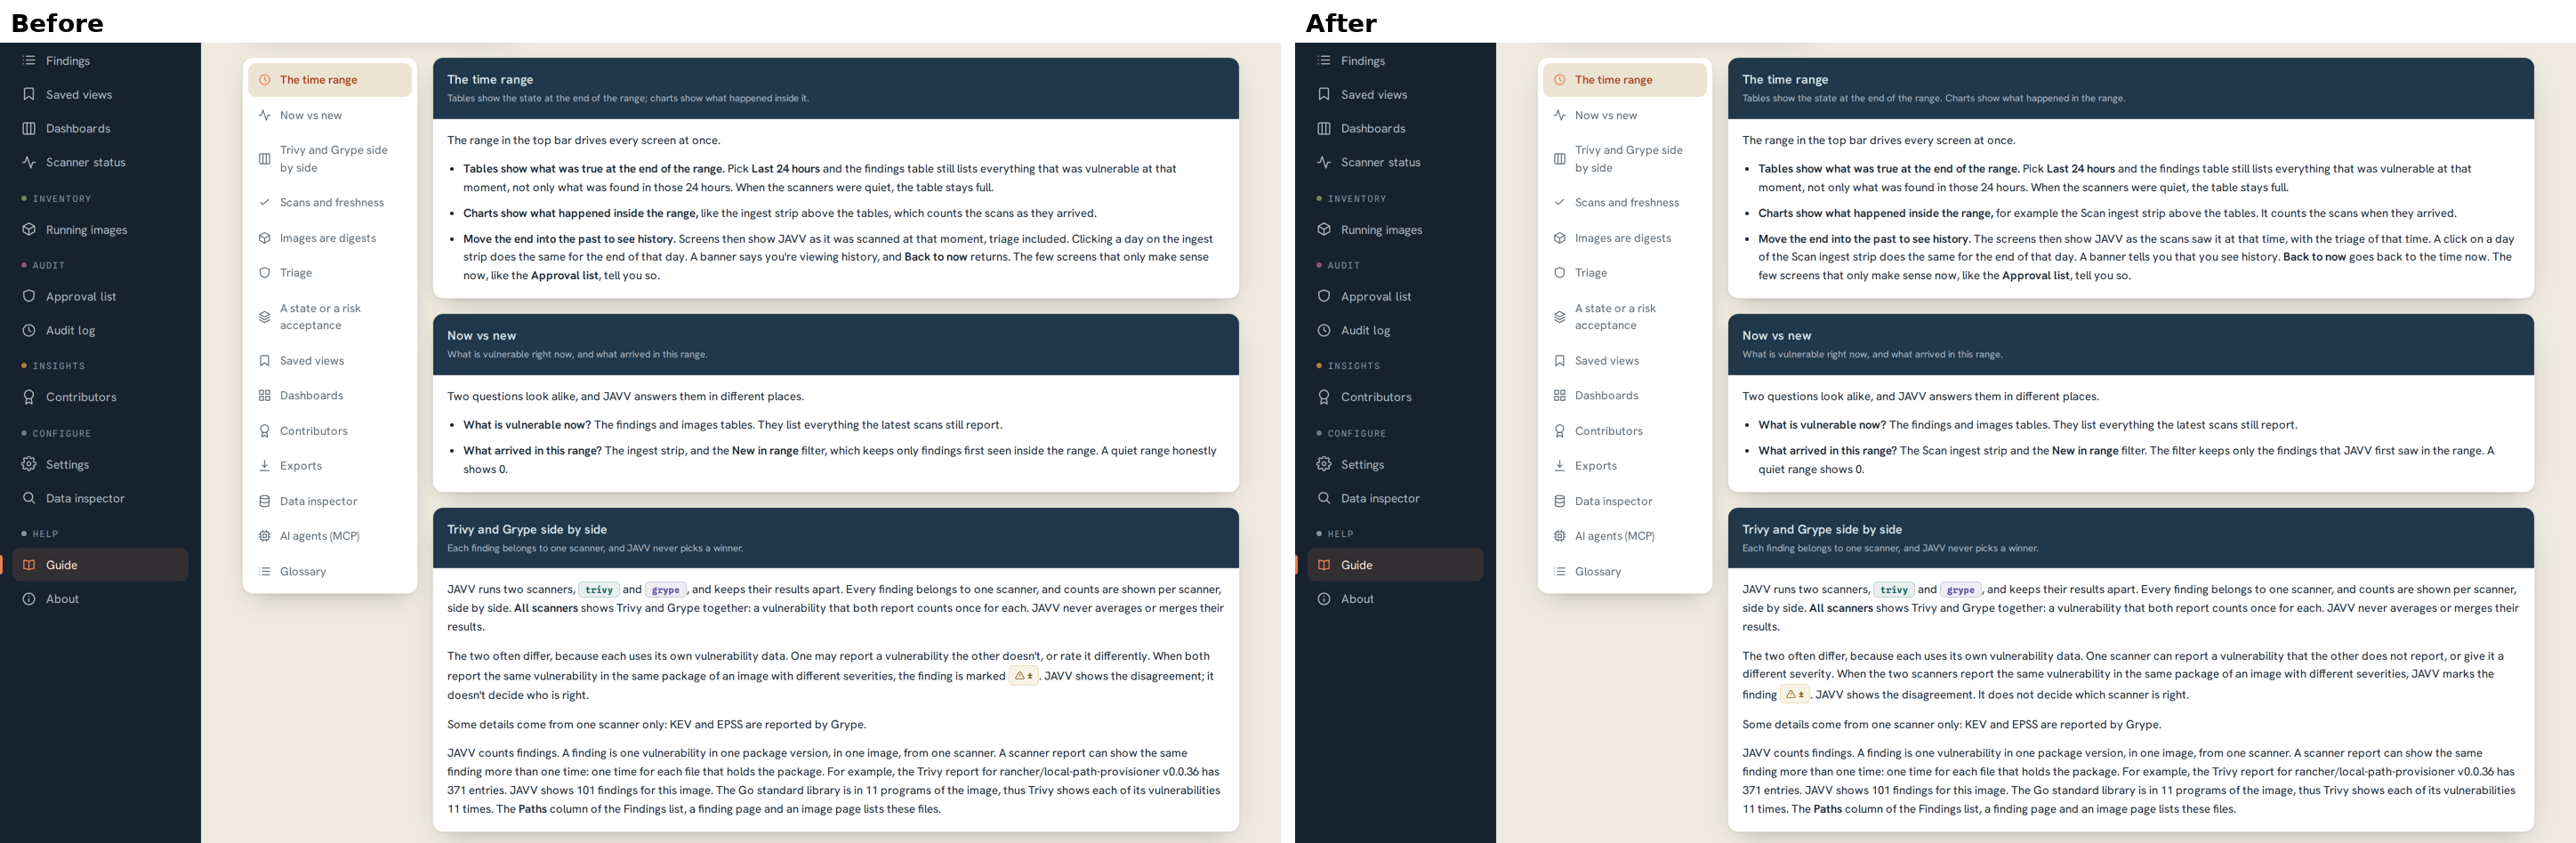 Before
Findings
Saved views
Dashboards
Scanner status
INVENTORY
Running images
AUDIT
Approval list
Audit log
INSIGHTS
Contributors
CONFIGURE
Settings
Data inspector
HELP
Guide
About
The time range
Now vs new
Trivy and Grype side
by side
Scans and freshness
Images are digests
Triage
A state or a risk
acceptance
Saved views
Dashboards
Contributors
Exports
Data inspector
AI agents (MCP)
Glossary
The time range
Tables show the state at the end of the range; charts show what happened inside it.
The range in the top bar drives every screen at once.
• Tables show what was true at the end of the range. Pick Last 24 hours and the findings table still lists everything that was vulnerable at that
moment, not only what was found in those 24 hours. When the scanners were quiet, the table stays full.
• Charts show what happened inside the range, like the ingest strip above the tables, which counts the scans as they arrived.
• Move the end into the past to see history. Screens then show JAVV as it was scanned at that moment, triage included. Clicking a day on the ingest
strip does the same for the end of that day. A banner says you're viewing history, and Back to now returns. The few screens that only make sense
now, like the Approval list, tell you so.
Now vs new
What is vulnerable right now, and what arrived in this range.
Two questions look alike, and JAVV answers them in different places.
• What is vulnerable now? The findings and images tables. They list everything the latest scans still report.
• What arrived in this range? The ingest strip, and the New in range filter, which keeps only findings first seen inside the range. A quiet range honestly
shows 0.
Trivy and Grype side by side
Each finding belongs to one scanner, and JAVV never picks a winner.
JAVV runs two scanners, trivy and grype, and keeps their results apart. Every finding belongs to one scanner, and counts are shown per scanner,
side by side. All scanners shows Trivy and Grype together: a vulnerability that both report counts once for each. JAVV never averages or merges their
results.
The two often differ, because each uses its own vulnerability data. One may report a vulnerability the other doesn't, or rate it differently. When both
report the same vulnerability in the same package of an image with different severities, the finding is marked ±. JAVV shows the disagreement; it
doesn't decide who is right.
Some details come from one scanner only: KEV and EPSS are reported by Grype.
JAVV counts findings. A finding is one vulnerability in one package version, in one image, from one scanner. A scanner report can show the same
finding more than one time: one time for each file that holds the package. For example, the Trivy report for rancher/local-path-provisioner v0.0.36 has
371 entries. JAVV shows 101 findings for this image. The Go standard library is in 11 programs of the image, thus Trivy shows each of its vulnerabilities
11 times. The Paths column of the Findings list, a finding page and an image page lists these files.
After
Findings
Saved views
Dashboards
Scanner status
INVENTORY
Running images
AUDIT
Approval list
Audit log
INSIGHTS
Contributors
CONFIGURE
Settings
Data inspector
HELP
Guide
About
The time range
Now vs new
Trivy and Grype side
by side
Scans and freshness
Images are digests
Triage
A state or a risk
acceptance
Saved views
Dashboards
Contributors
Exports
Data inspector
AI agents (MCP)
Glossary
The time range
Tables show the state at the end of the range. Charts show what happened in the range.
The range in the top bar drives every screen at once.
• Tables show what was true at the end of the range. Pick Last 24 hours and the findings table still lists everything that was vulnerable at that
moment, not only what was found in those 24 hours. When the scanners were quiet, the table stays full.
• Charts show what happened inside the range, for example the Scan ingest strip above the tables. It counts the scans when they arrived.
• Move the end into the past to see history. The screens then show JAVV as the scans saw it at that time, with the triage of that time. A click on a day
of the Scan ingest strip does the same for the end of that day. A banner tells you that you see history. Back to now goes back to the time now. The
few screens that only make sense now, like the Approval list, tell you so.
Now vs new
What is vulnerable right now, and what arrived in this range.
Two questions look alike, and JAVV answers them in different places.
• What is vulnerable now? The findings and images tables. They list everything the latest scans still report.
• What arrived in this range? The Scan ingest strip and the New in range filter. The filter keeps only the findings that JAVV first saw in the range. A
quiet range shows 0.
Trivy and Grype side by side
Each finding belongs to one scanner, and JAVV never picks a winner.
JAVV runs two scanners, trivy and grype, and keeps their results apart. Every finding belongs to one scanner, and counts are shown per scanner,
side by side. All scanners shows Trivy and Grype together: a vulnerability that both report counts once for each. JAVV never averages or merges their
results.
The two often differ, because each uses its own vulnerability data. One scanner can report a vulnerability that the other does not report, or give it a
different severity. When the two scanners report the same vulnerability in the same package of an image with different severities, JAVV marks the
finding ±. JAVV shows the disagreement. It does not decide which scanner is right.
Some details come from one scanner only: KEV and EPSS are reported by Grype.
JAVV counts findings. A finding is one vulnerability in one package version, in one image, from one scanner. A scanner report can show the same
finding more than one time: one time for each file that holds the package. For example, the Trivy report for rancher/local-path-provisioner v0.0.36 has
371 entries. JAVV shows 101 findings for this image. The Go standard library is in 11 programs of the image, thus Trivy shows each of its vulnerabilities
11 times. The Paths column of the Findings list, a finding page and an image page lists these files.